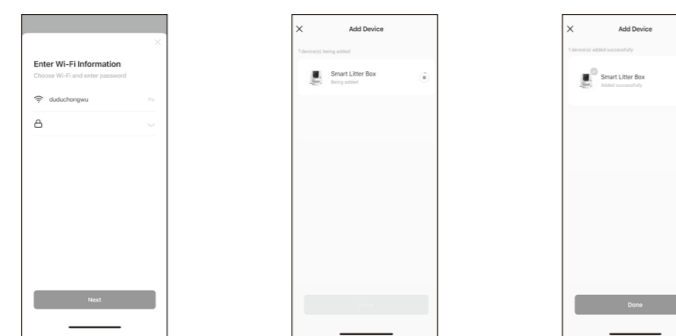 Enter Wi-Fi Information
Choose Wi-Fi and enter password
duduchongwu
Next
Add Device
1 device(s) being added
Smart Litter Box
Being added
Add Device
1 device(s) added successfully
Smart Litter Box
Added successfully
Done